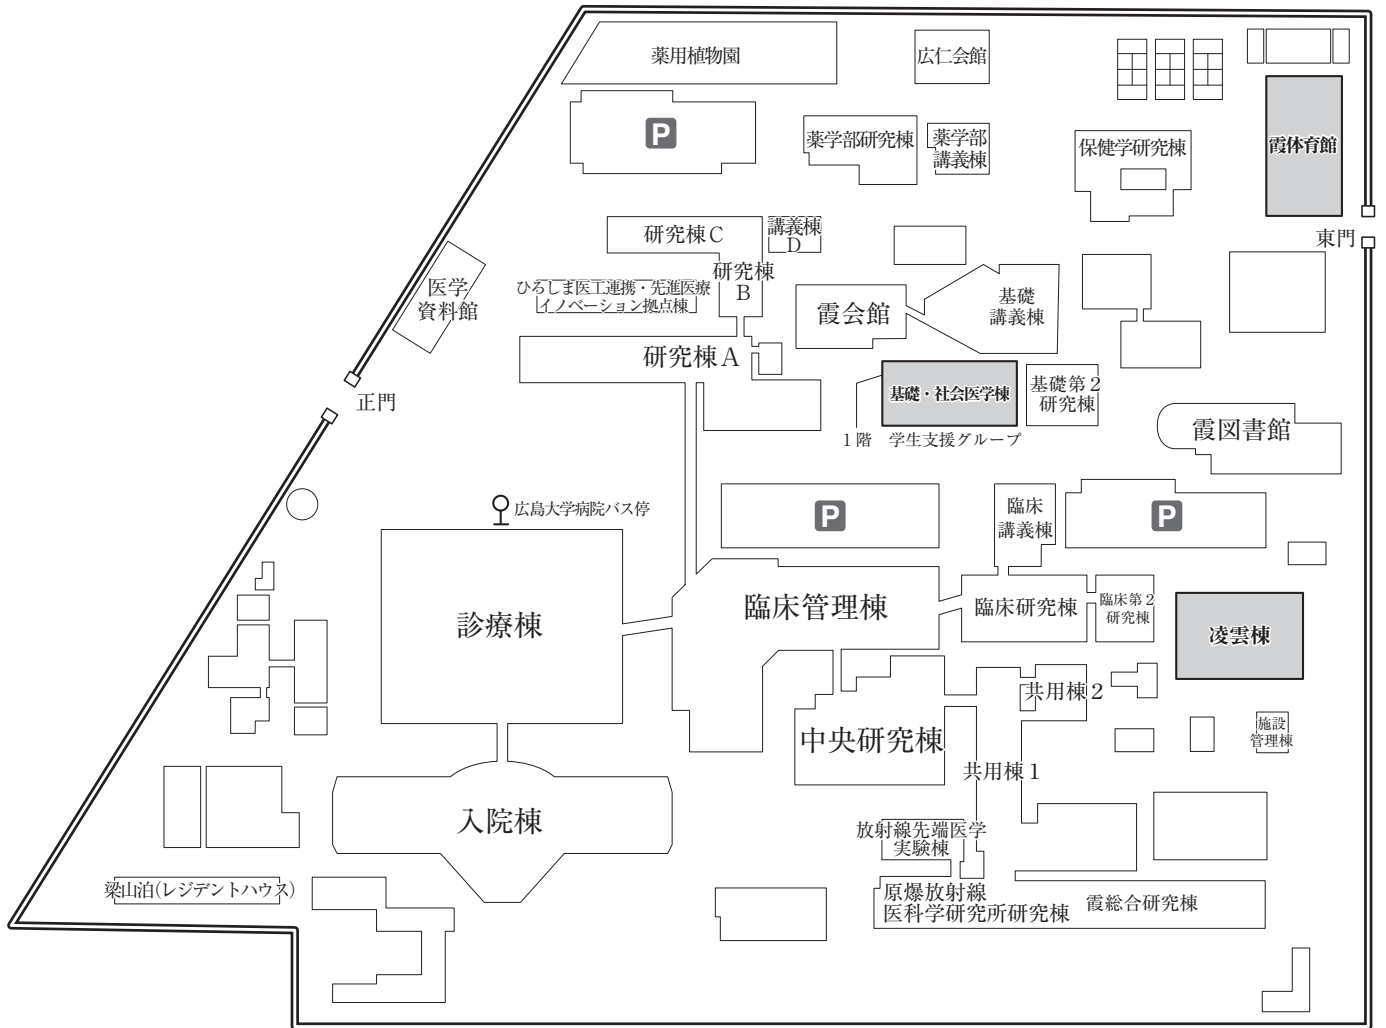 薬用植物園
広仁会館
P
薬学部研究棟
薬学部
講義棟
保健学研究棟
霞体育館
東門
研究棟C
講義棟
D
研究棟
B
医学
資料館
ひろしま医工連携・先進医療
イノベーション拠点棟
霞会館
基礎
講義棟
研究棟A
正門
基礎・社会医学棟
基礎第2
研究棟
1階 学生支援グループ
霞図書館
広島大学病院バス停
P
臨床
講義棟
P
診療棟
臨床管理棟
臨床研究棟
臨床第2
研究棟
凌雲棟
共用棟2
中央研究棟
施設
管理棟
共用棟1
入院棟
放射線先端医学
実験棟
梁山泊(レジデントハウス)
原爆放射線
医科学研究所研究棟
霞総合研究棟